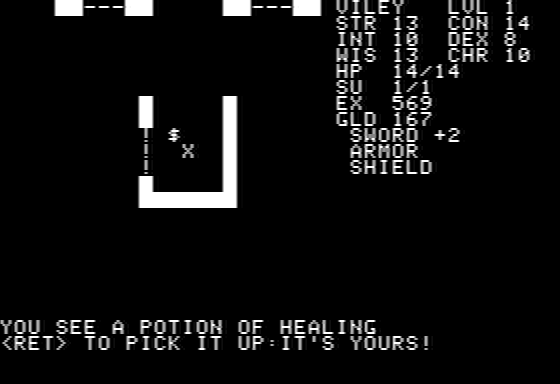 VILEY LVL 1
STR 13 CON 14
INT 10 DEX 8
WIS 13 CHR 10
HP 14/14
SU 1/1
EX 569
GLD 167
SWORD +2
ARMOR
SHIELD
$
X
YOU SEE A POTION OF HEALING
<RET> TO PICK IT UP:IT'S YOURS!